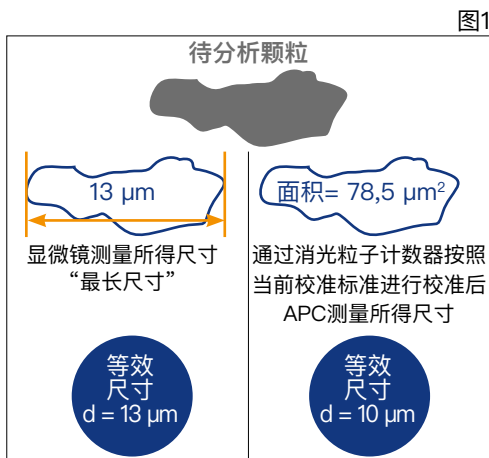 图1
待分析颗粒
13 µm
显微镜测量所得尺寸
“最长尺寸”
等效
尺寸
d = 13 µm
面积= 78,5 µm²
通过消光粒子计数器按照
当前校准标准进行校准后
APC测量所得尺寸
等效
尺寸
d = 10 µm